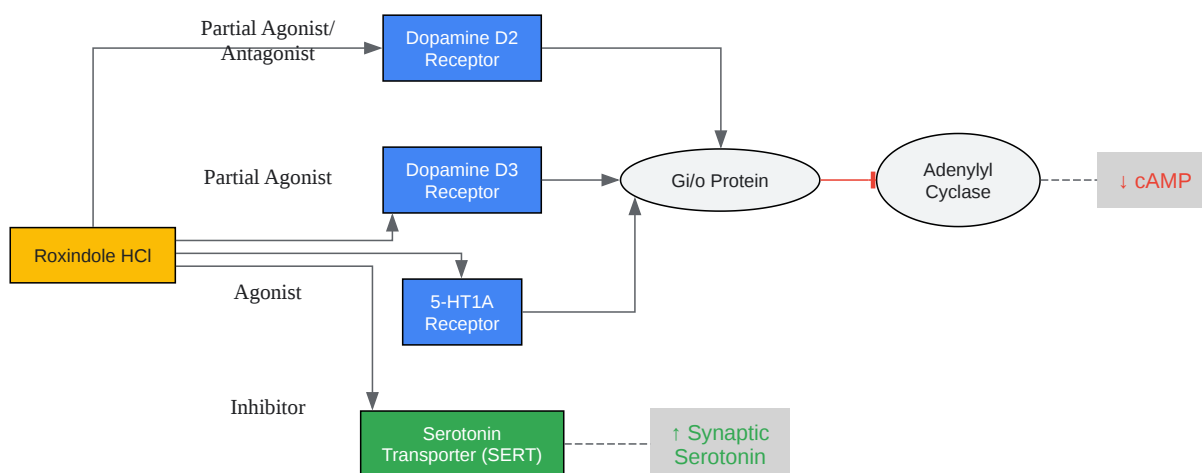 Partial Agonist/
Antagonist
Dopamine D2
Receptor
Partial Agonist
Dopamine D3
Receptor
Gi/o Protein
Adenylyl
Cyclase
↓ cAMP
Roxindole HCl
Agonist
5-HT1A
Receptor
Inhibitor
Serotonin
Transporter (SERT)
↑ Synaptic
Serotonin